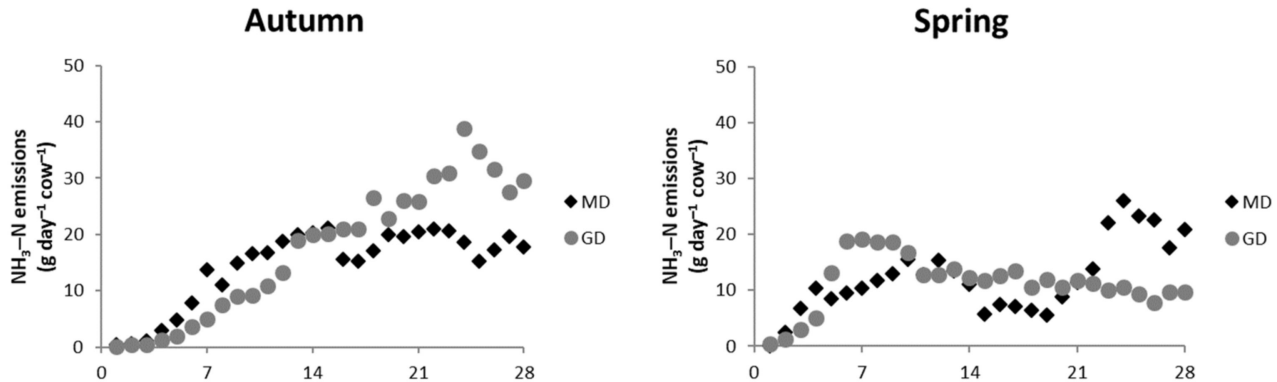 Autumn
NH₃–N emissions
(g day⁻¹ cow⁻¹)
50
40
30
20
10
0
0 7 14 21 28
MD
GD
Spring
NH₃–N emissions
(g day⁻¹ cow⁻¹)
50
40
30
20
10
0
0 7 14 21 28
MD
GD